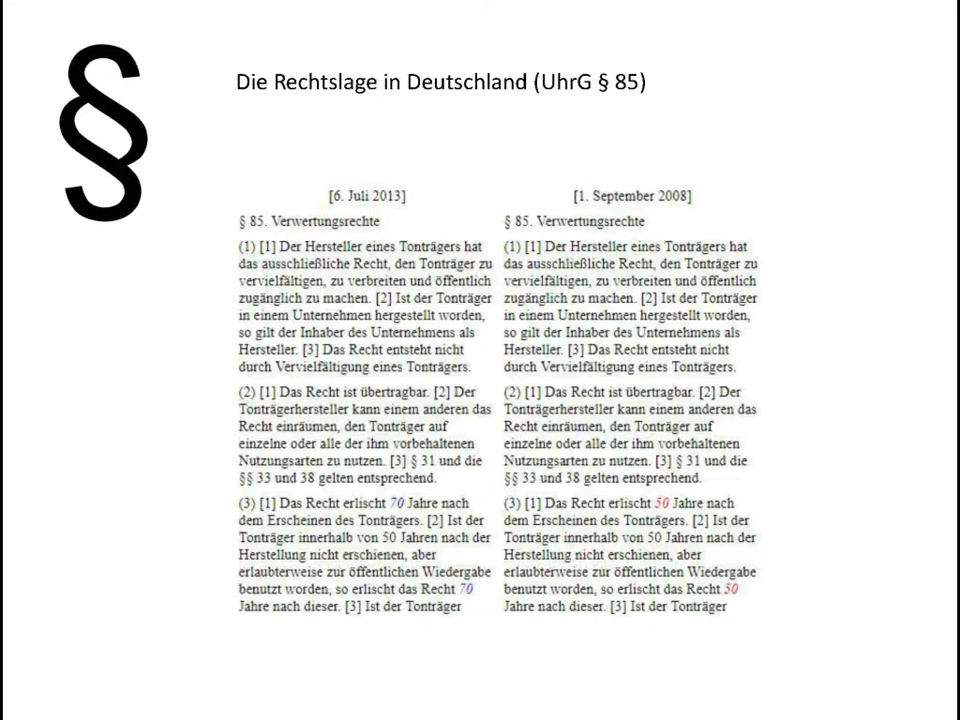 §
Die Rechtslage in Deutschland (UhrG § 85)
[6. Juli 2013]
§ 85. Verwertungsrechte
(1) [1] Der Hersteller eines Tonträgers hat
das ausschließliche Recht, den Tonträger zu
vervielfältigen, zu verbreiten und öffentlich
zugänglich zu machen. [2] Ist der Tonträger
in einem Unternehmen hergestellt worden,
so gilt der Inhaber des Unternehmens als
Hersteller. [3] Das Recht entsteht nicht
durch Vervielfältigung eines Tonträgers.
(2) [1] Das Recht ist übertragbar. [2] Der
Tonträgerhersteller kann einem anderen das
Recht einräumen, den Tonträger auf
einzelne oder alle der ihm vorbehaltenen
Nutzungsarten zu nutzen. [3] § 31 und die
§§ 33 und 38 gelten entsprechend.
(3) [1] Das Recht erlischt 70 Jahre nach
dem Erscheinen des Tonträgers. [2] Ist der
Tonträger innerhalb von 50 Jahren nach der
Herstellung nicht erschienen, aber
erlaubterweise zur öffentlichen Wiedergabe
benutzt worden, so erlischt das Recht 70
Jahre nach dieser. [3] Ist der Tonträger
[1. September 2008]
§ 85. Verwertungsrechte
(1) [1] Der Hersteller eines Tonträgers hat
das ausschließliche Recht, den Tonträger zu
vervielfältigen, zu verbreiten und öffentlich
zugänglich zu machen. [2] Ist der Tonträger
in einem Unternehmen hergestellt worden,
so gilt der Inhaber des Unternehmens als
Hersteller. [3] Das Recht entsteht nicht
durch Vervielfältigung eines Tonträgers.
(2) [1] Das Recht ist übertragbar. [2] Der
Tonträgerhersteller kann einem anderen das
Recht einräumen, den Tonträger auf
einzelne oder alle der ihm vorbehaltenen
Nutzungsarten zu nutzen. [3] § 31 und die
§§ 33 und 38 gelten entsprechend.
(3) [1] Das Recht erlischt 50 Jahre nach
dem Erscheinen des Tonträgers. [2] Ist der
Tonträger innerhalb von 50 Jahren nach der
Herstellung nicht erschienen, aber
erlaubterweise zur öffentlichen Wiedergabe
benutzt worden, so erlischt das Recht 50
Jahre nach dieser. [3] Ist der Tonträger